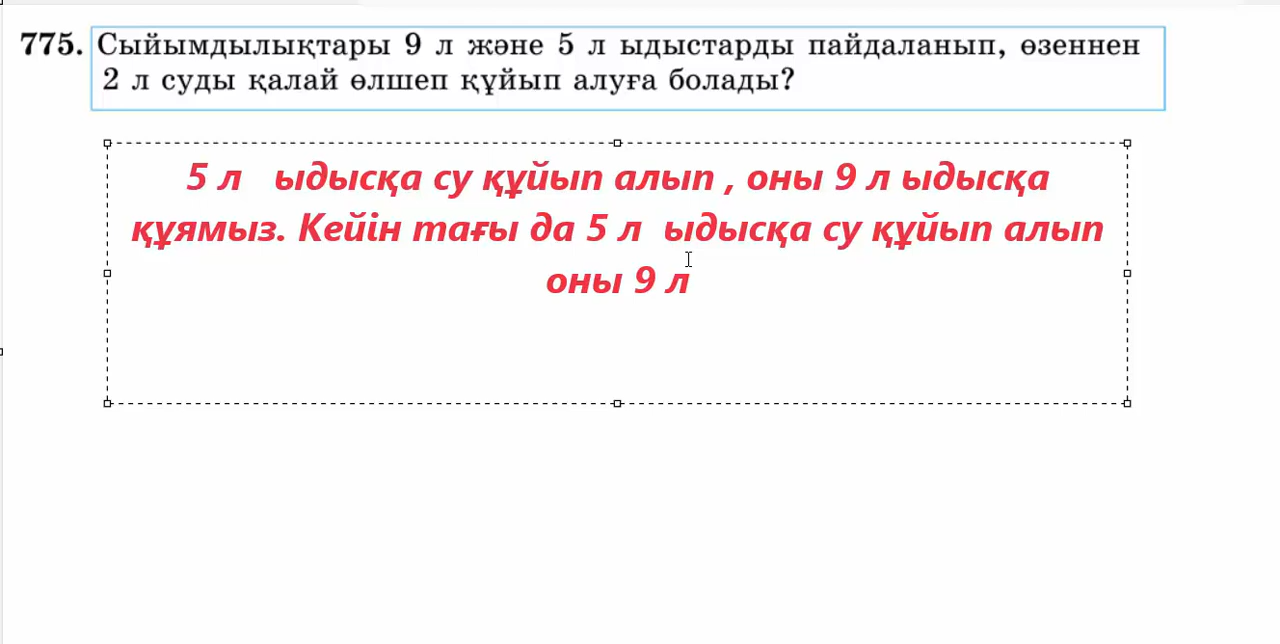 775. Сыйымдылықтары 9 л және 5 л ыдыстарды пайдаланып, өзеннен
2 л суды қалай өлшеп құйып алуға болады?
5 л ыдысқа су құйып алып , оны 9 л ыдысқа
құямыз. Кейін тағы да 5 л ыдысқа су құйып алып
оны 9 л